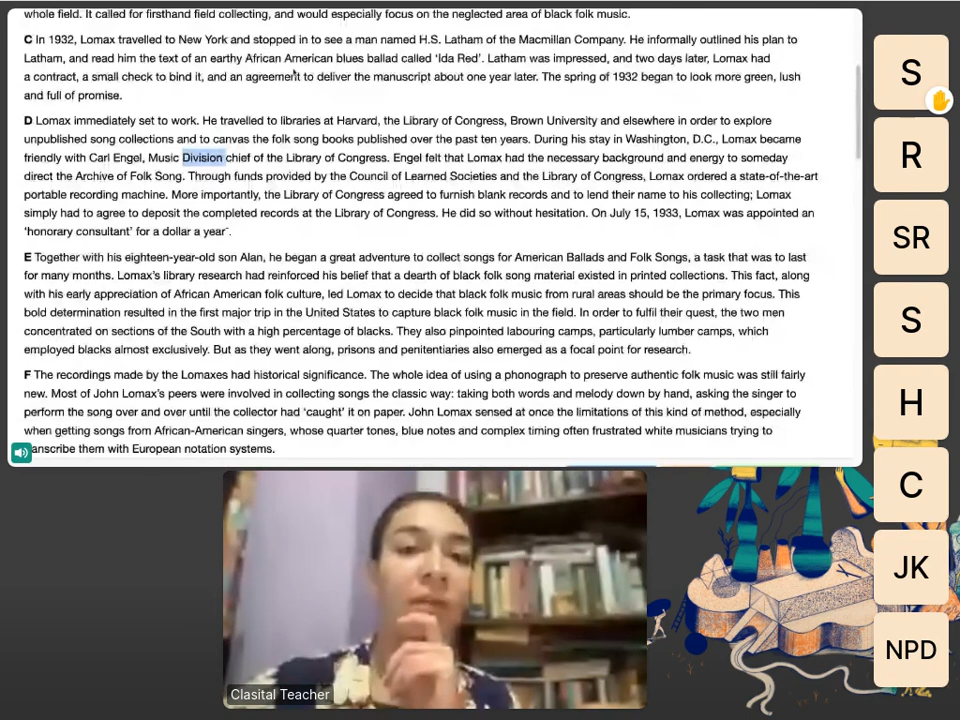 whole field. It called for firsthand field collecting, and would especially focus on the neglected area of black folk music.
C In 1932, Lomax travelled to New York and stopped in to see a man named H.S. Latham of the Macmillan Company. He informally outlined his plan to
Latham, and read him the text of an earthy African American blues ballad called ‘Ida Red’. Latham was impressed, and two days later, Lomax had
a contract, a small check to bind it, and an agreement to deliver the manuscript about one year later. The spring of 1932 began to look more green, lush
and full of promise.
D Lomax immediately set to work. He travelled to libraries at Harvard, the Library of Congress, Brown University and elsewhere in order to explore
unpublished song collections and to canvas the folk song books published over the past ten years. During his stay in Washington, D.C., Lomax became
friendly with Carl Engel, Music Division chief of the Library of Congress. Engel felt that Lomax had the necessary background and energy to someday
direct the Archive of Folk Song. Through funds provided by the Council of Learned Societies and the Library of Congress, Lomax ordered a state-of-the-art
portable recording machine. More importantly, the Library of Congress agreed to furnish blank records and to lend their name to his collecting; Lomax
simply had to agree to deposit the completed records at the Library of Congress. He did so without hesitation. On July 15, 1933, Lomax was appointed an
‘honorary consultant’ for a dollar a year¨.
E Together with his eighteen-year-old son Alan, he began a great adventure to collect songs for American Ballads and Folk Songs, a task that was to last
for many months. Lomax’s library research had reinforced his belief that a dearth of black folk song material existed in printed collections. This fact, along
with his early appreciation of African American folk culture, led Lomax to decide that black folk music from rural areas should be the primary focus. This
bold determination resulted in the first major trip in the United States to capture black folk music in the field. In order to fulfil their quest, the two men
concentrated on sections of the South with a high percentage of blacks. They also pinpointed labouring camps, particularly lumber camps, which
employed blacks almost exclusively. But as they went along, prisons and penitentiaries also emerged as a focal point for research.
F The recordings made by the Lomaxes had historical significance. The whole idea of using a phonograph to preserve authentic folk music was still fairly
new. Most of John Lomax’s peers were involved in collecting songs the classic way: taking both words and melody down by hand, asking the singer to
perform the song over and over until the collector had ‘caught’ it on paper. John Lomax sensed at once the limitations of this kind of method, especially
when getting songs from African-American singers, whose quarter tones, blue notes and complex timing often frustrated white musicians trying to
transcribe them with European notation systems.
Clasital Teacher
S
R
SR
S
H
C
JK
NPD